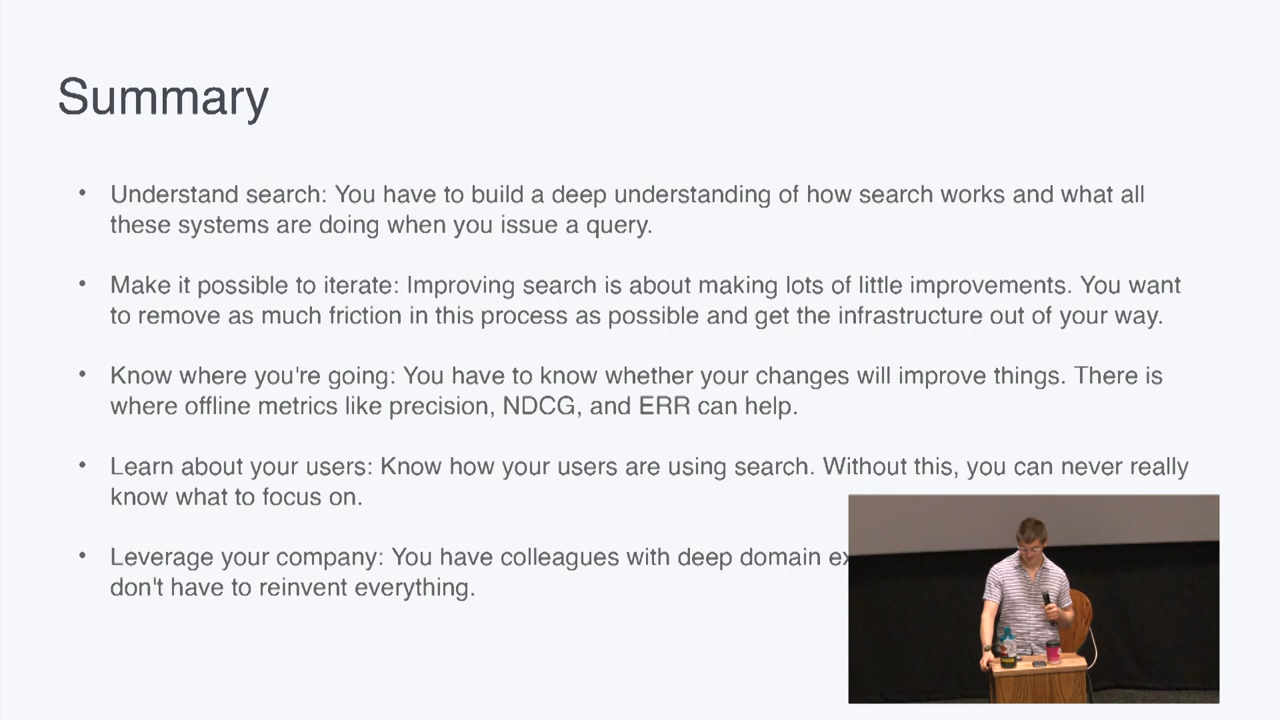 Summary
• Understand search: You have to build a deep understanding of how search works and what all
these systems are doing when you issue a query.
• Make it possible to iterate: Improving search is about making lots of little improvements. You want
to remove as much friction in this process as possible and get the infrastructure out of your way.
• Know where you're going: You have to know whether your changes will improve things. There is
where offline metrics like precision, NDCG, and ERR can help.
• Learn about your users: Know how your users are using search. Without this, you can never really
know what to focus on.
• Leverage your company: You have colleagues with deep domain
don't have to reinvent everything.